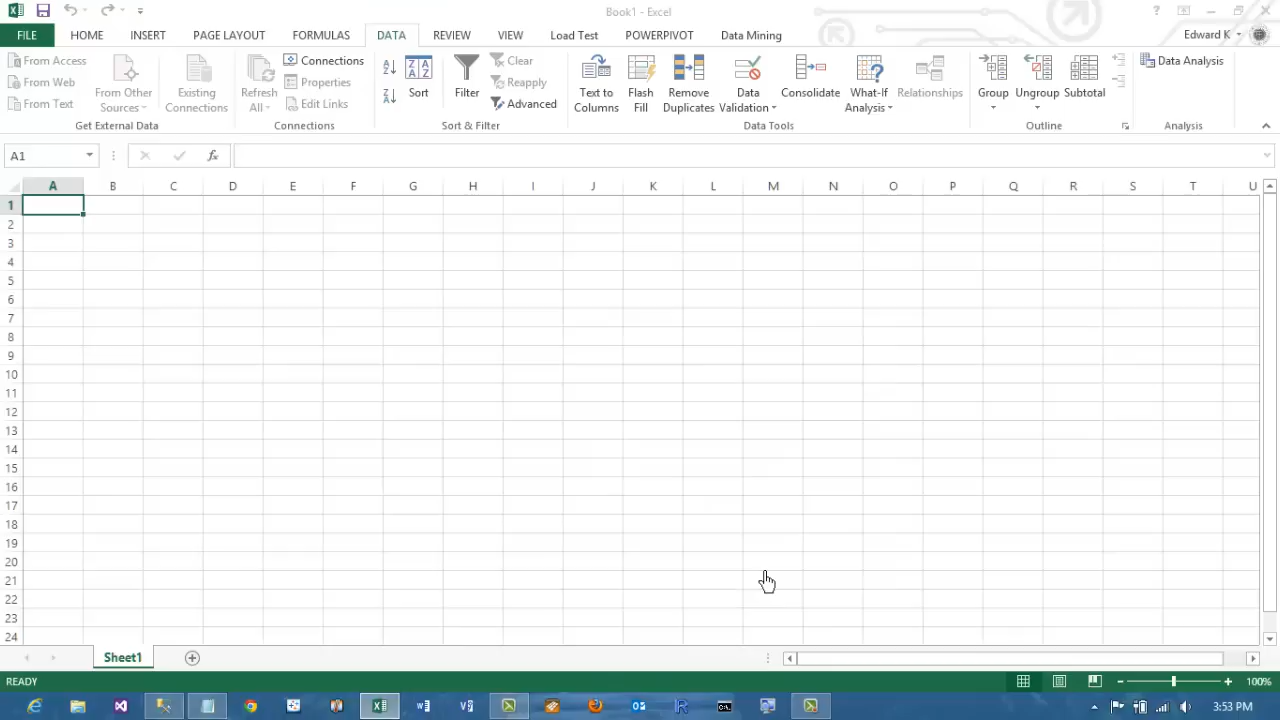 Book1 - Excel
FILE HOME INSERT PAGE LAYOUT FORMULAS DATA REVIEW VIEW Load Test POWERPIVOT Data Mining Edward K
From Access
From Web
From Text
From Other Sources
Get External Data
Existing Connections
Refresh All
Connections
Properties
Edit Links
Connections
Sort
Filter
Clear
Reapply
Advanced
Sort & Filter
Text to Columns
Flash Fill
Remove Duplicates
Data Validation
Consolidate
What-If Analysis
Relationships
Data Tools
Group
Ungroup
Subtotal
Outline
Data Analysis
Analysis
A1 fx
A B C D E F G H I J K L M N O P Q R S T U
1
2
3
4
5
6
7
8
9
10
11
12
13
14
15
16
17
18
19
20
21
22
23
24
Sheet1
READY 100%
3:53 PM